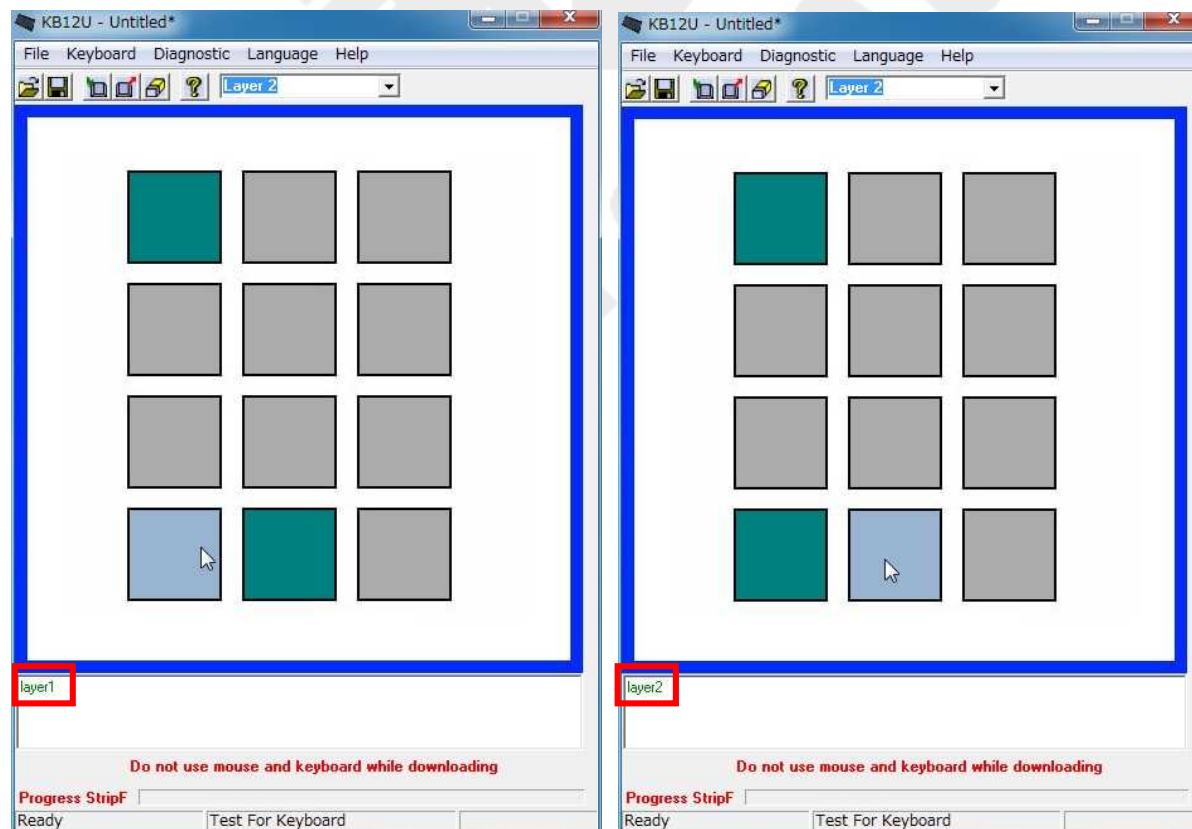 KB12U - Untitled*
File Keyboard Diagnostic Language Help
Layer 2
layer1
Do not use mouse and keyboard while downloading
Progress StripF
Ready Test For Keyboard
KB12U - Untitled*
File Keyboard Diagnostic Language Help
Layer 2
layer2
Do not use mouse and keyboard while downloading
Progress StripF
Ready Test For Keyboard